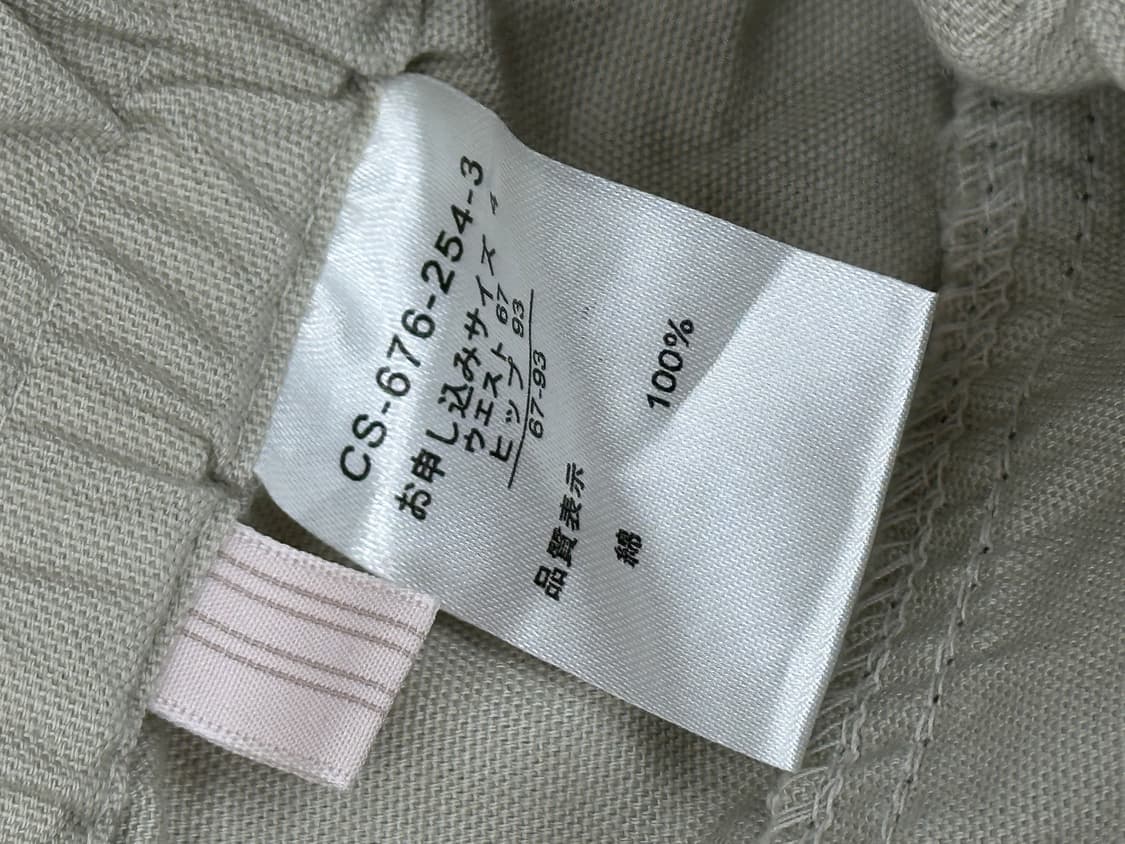 CS-676-254-3
お申し込みサイズ 4
ウエスト 67
ヒップ 93
67-93
品質表示
綿 100%